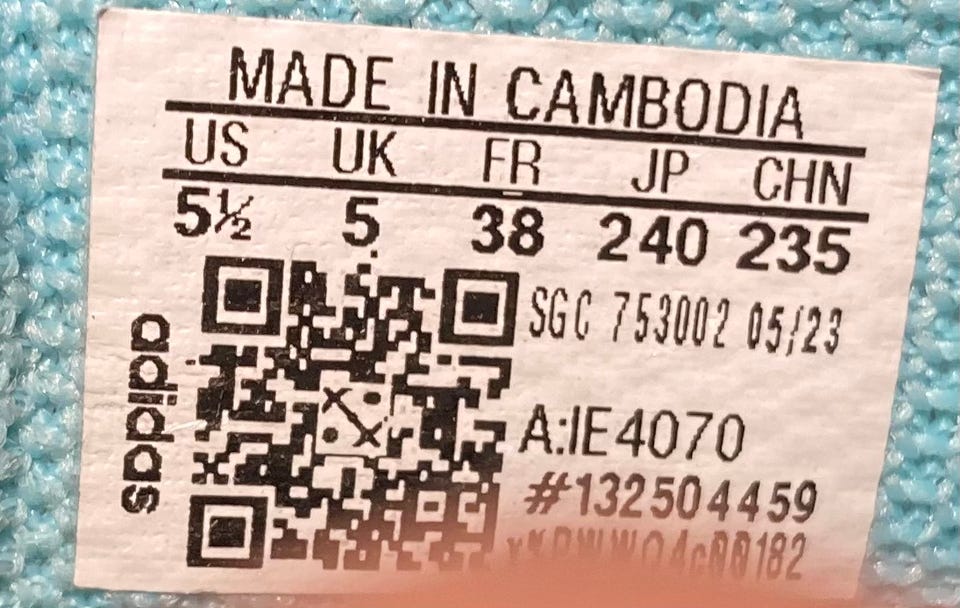 MADE IN CAMBODIA
US UK FR JP CHN
5½ 5 38 240 235
SGC 753002 05/23
adidas
A:IE4070
#132504459